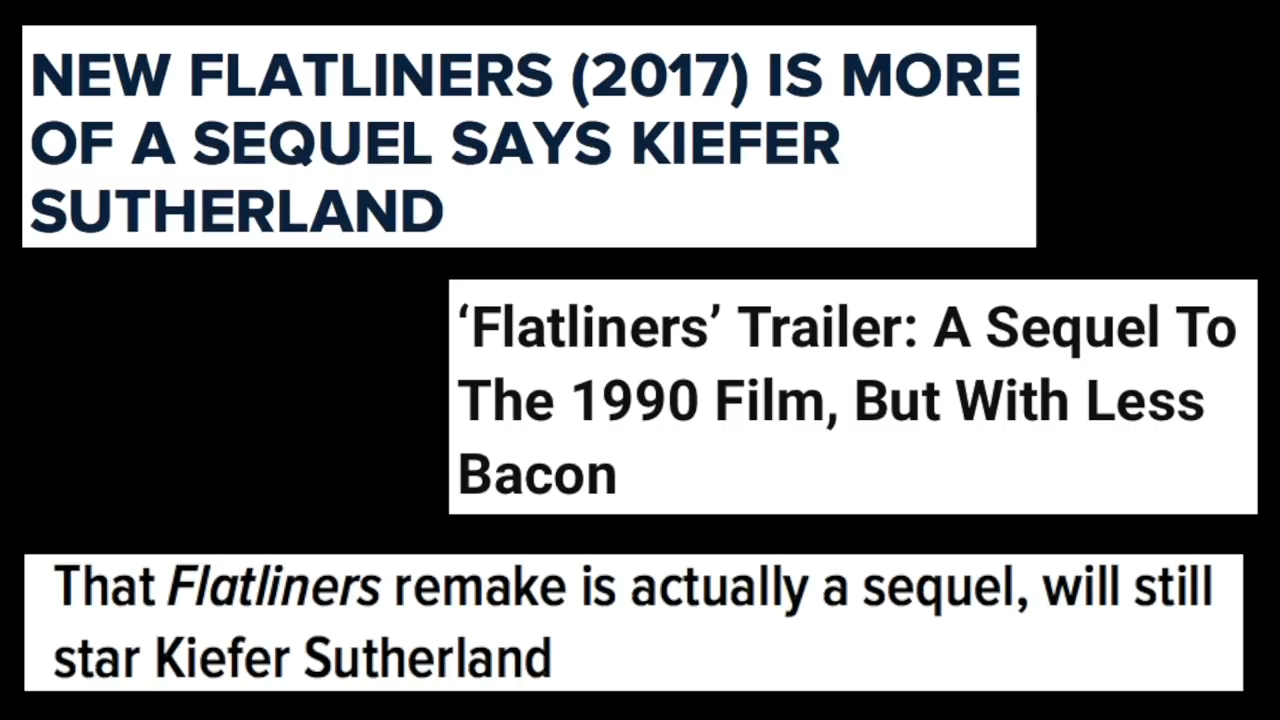 NEW FLATLINERS (2017) IS MORE
OF A SEQUEL SAYS KIEFER
SUTHERLAND
‘Flatliners’ Trailer: A Sequel To
The 1990 Film, But With Less
Bacon
That Flatliners remake is actually a sequel, will still
star Kiefer Sutherland